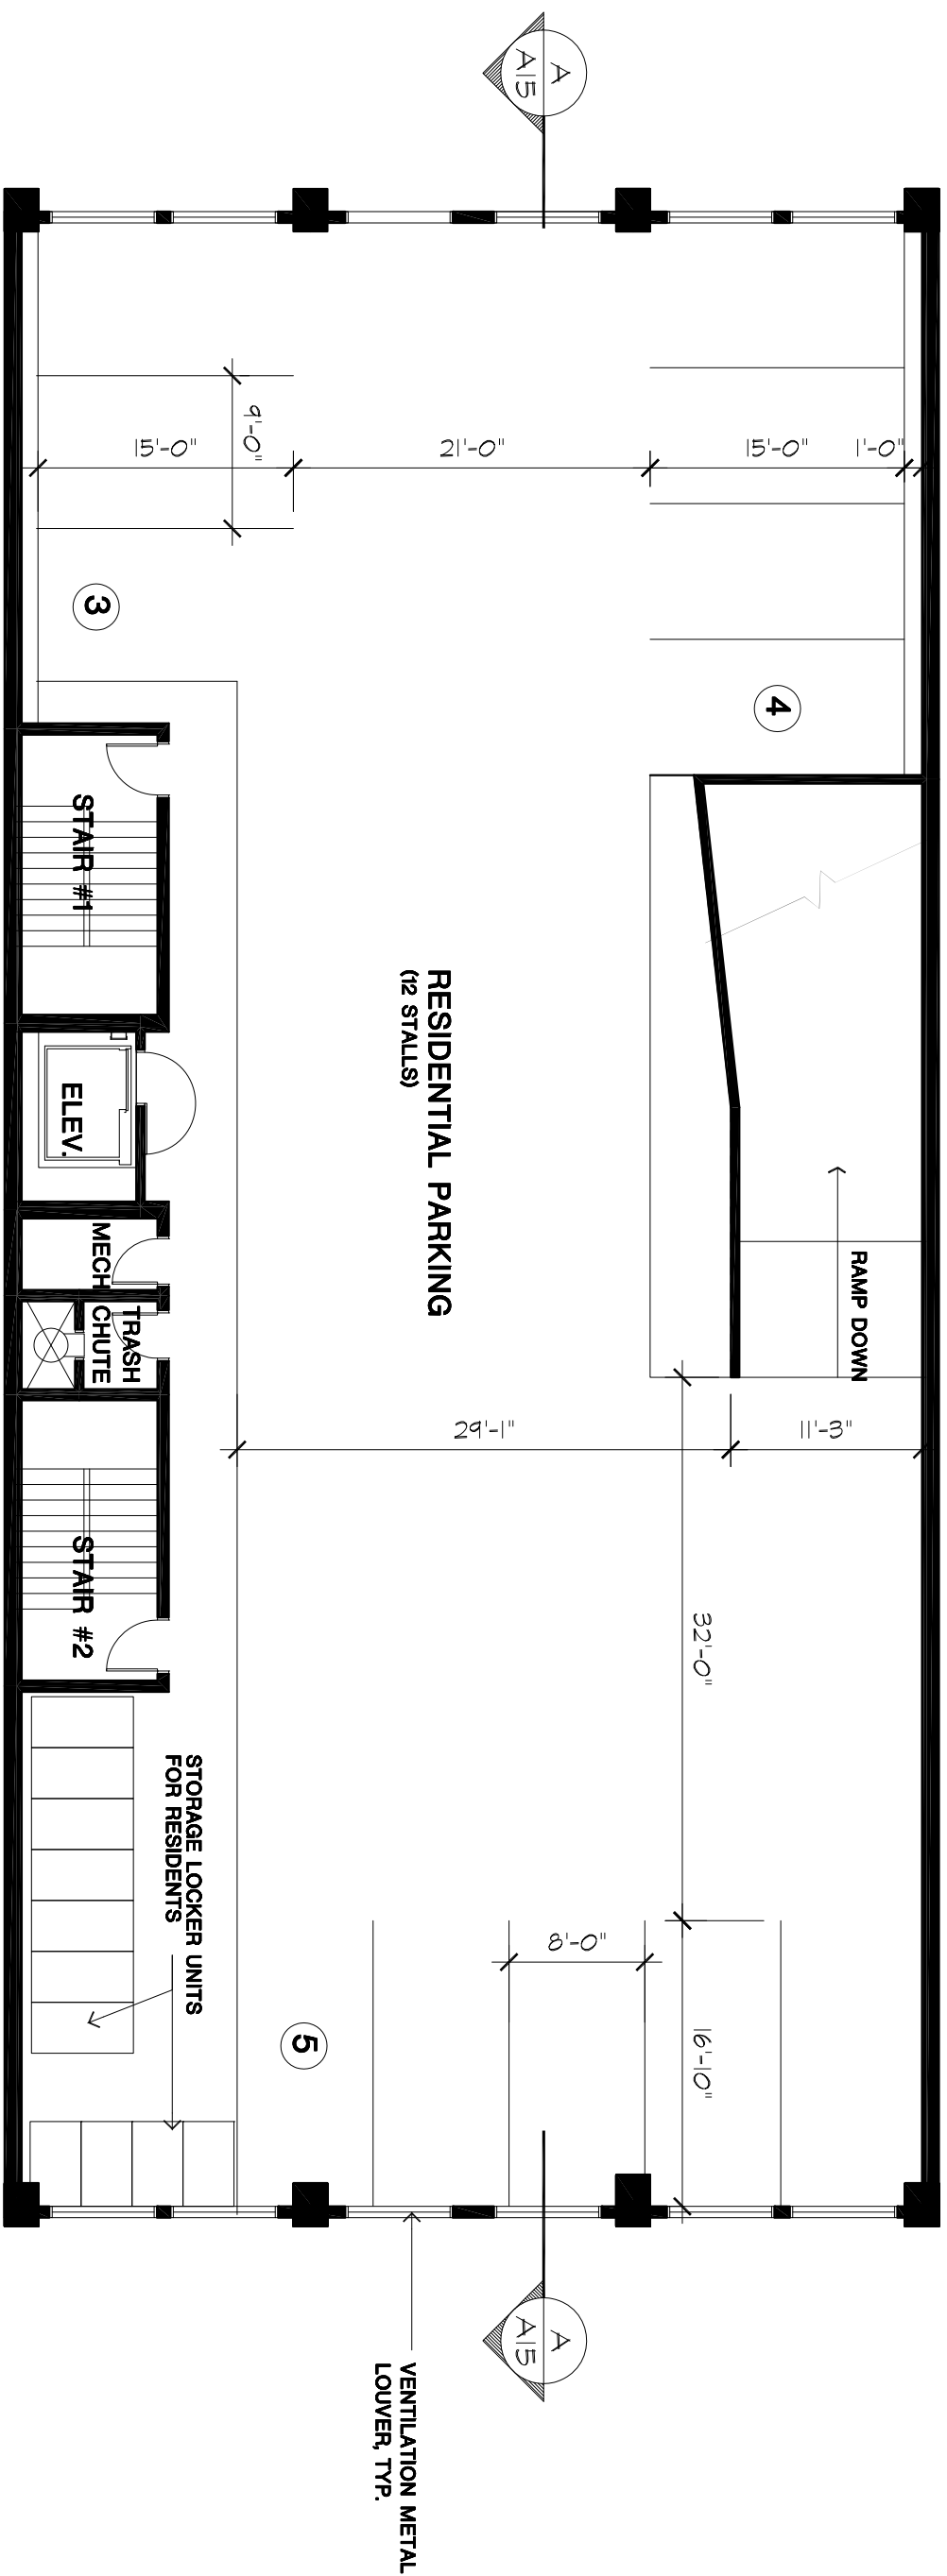 A
A15
15'-0"
9'-0"
21'-0"
15'-0"
1'-0"
3
4
STAIR #1
RESIDENTIAL PARKING
(12 STALLS)
ELEV.
MECH
TRASH
CHUTE
RAMP DOWN
29'-1"
11'-3"
STAIR #2
32'-0"
STORAGE LOCKER UNITS
FOR RESIDENTS
8'-0"
5
16'-10"
A
A15
VENTILATION METAL
LOUVER, TYP.